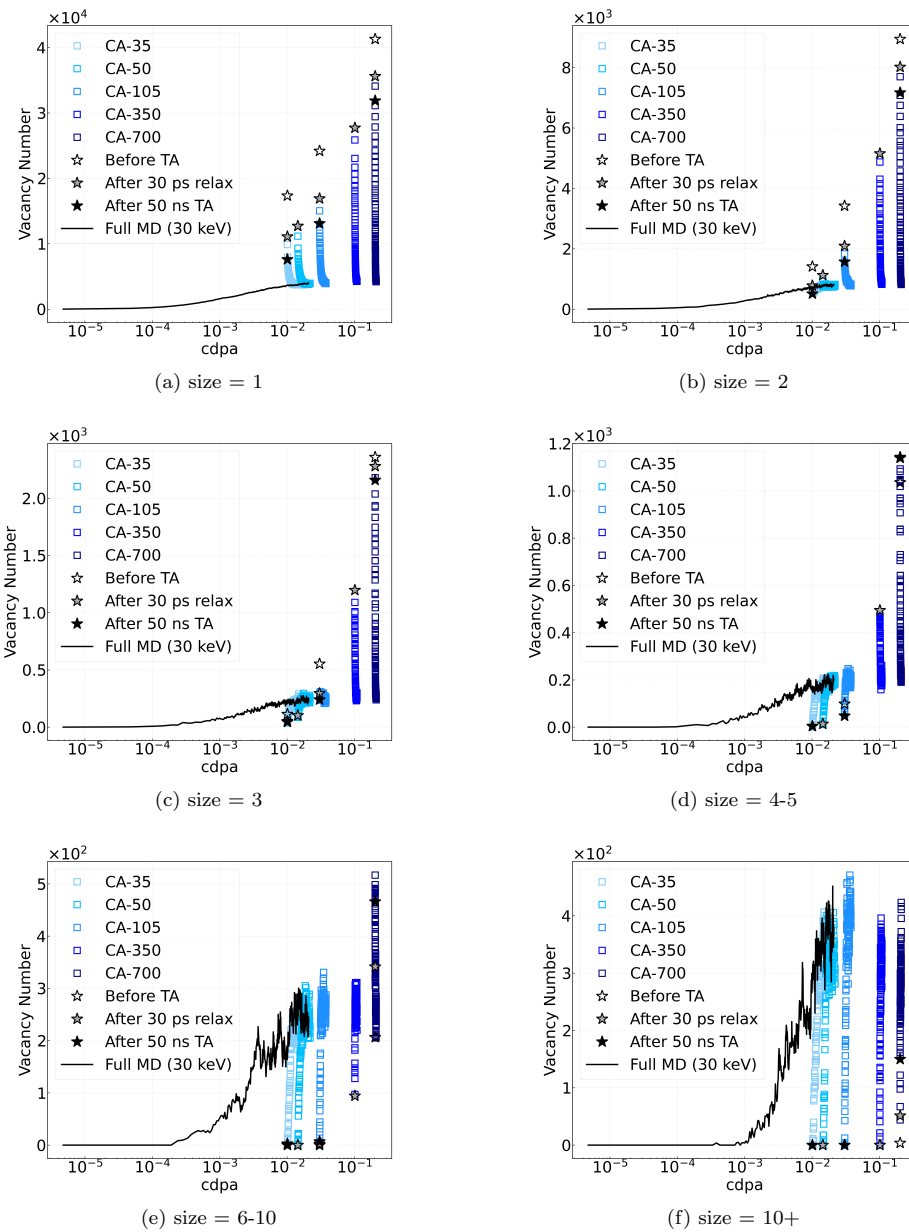 ×10⁴
4
3
2
1
0
Vacancy Number
CA-35
CA-50
CA-105
CA-350
CA-700
Before TA
After 30 ps relax
After 50 ns TA
Full MD (30 keV)
10⁻⁵ 10⁻⁴ 10⁻³ 10⁻² 10⁻¹
cdpa
(a) size = 1
×10³
8
6
4
2
0
Vacancy Number
CA-35
CA-50
CA-105
CA-350
CA-700
Before TA
After 30 ps relax
After 50 ns TA
Full MD (30 keV)
10⁻⁵ 10⁻⁴ 10⁻³ 10⁻² 10⁻¹
cdpa
(b) size = 2
×10³
2.0
1.5
1.0
0.5
0.0
Vacancy Number
CA-35
CA-50
CA-105
CA-350
CA-700
Before TA
After 30 ps relax
After 50 ns TA
Full MD (30 keV)
10⁻⁵ 10⁻⁴ 10⁻³ 10⁻² 10⁻¹
cdpa
(c) size = 3
×10³
1.2
1.0
0.8
0.6
0.4
0.2
0.0
Vacancy Number
CA-35
CA-50
CA-105
CA-350
CA-700
Before TA
After 30 ps relax
After 50 ns TA
Full MD (30 keV)
10⁻⁵ 10⁻⁴ 10⁻³ 10⁻² 10⁻¹
cdpa
(d) size = 4-5
×10²
5
4
3
2
1
0
Vacancy Number
CA-35
CA-50
CA-105
CA-350
CA-700
Before TA
After 30 ps relax
After 50 ns TA
Full MD (30 keV)
10⁻⁵ 10⁻⁴ 10⁻³ 10⁻² 10⁻¹
cdpa
(e) size = 6-10
×10²
4
3
2
1
0
Vacancy Number
CA-35
CA-50
CA-105
CA-350
CA-700
Before TA
After 30 ps relax
After 50 ns TA
Full MD (30 keV)
10⁻⁵ 10⁻⁴ 10⁻³ 10⁻² 10⁻¹
cdpa
(f) size = 10+